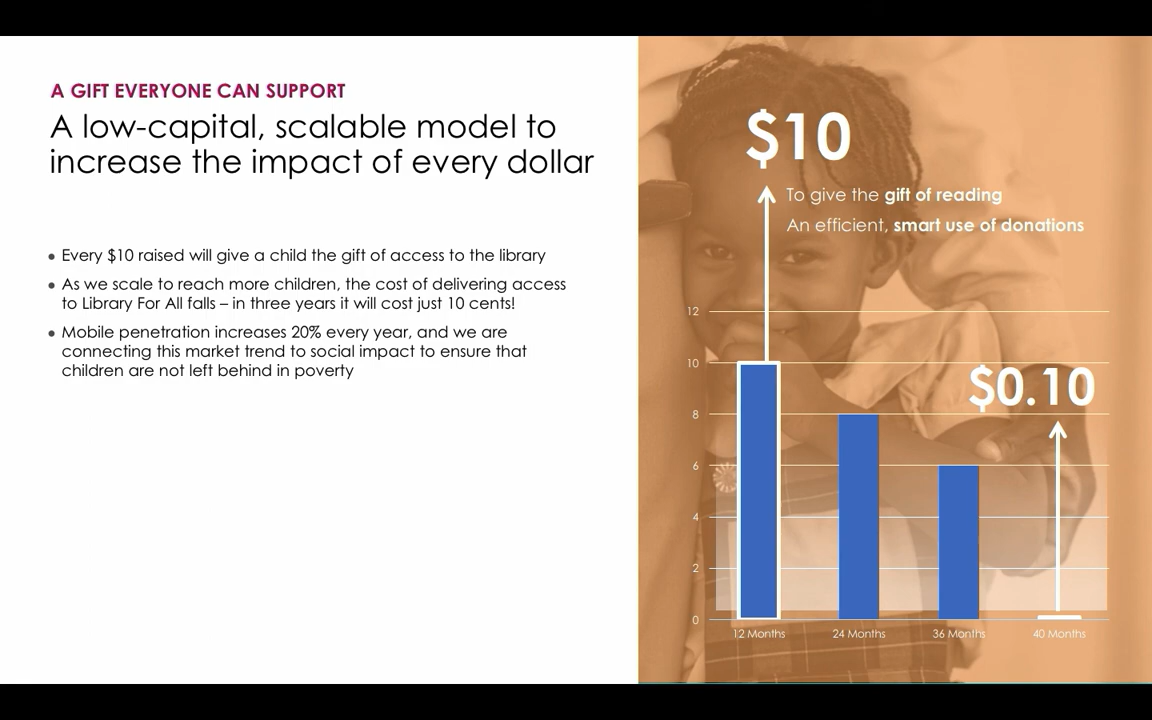 A GIFT EVERYONE CAN SUPPORT
A low-capital, scalable model to
increase the impact of every dollar
• Every $10 raised will give a child the gift of access to the library
• As we scale to reach more children, the cost of delivering access
to Library For All falls – in three years it will cost just 10 cents!
• Mobile penetration increases 20% every year, and we are
connecting this market trend to social impact to ensure that
children are not left behind in poverty
$10
To give the gift of reading
An efficient, smart use of donations
12
10
$0.10
8
6
4
2
0
12 Months 24 Months 36 Months 40 Months